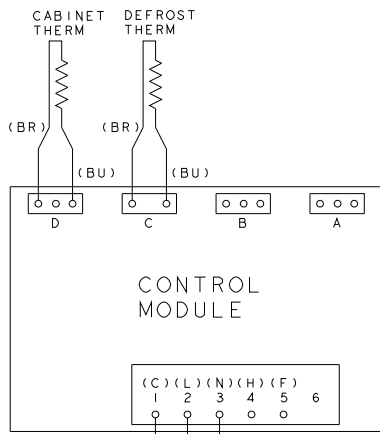 CABINET
THERM
DEFROST
THERM
(BR)
(BR)
(BU)
(BU)
D
C
B
A
CONTROL
MODULE
(C) (L) (N) (H) (F)
1 2 3 4 5 6